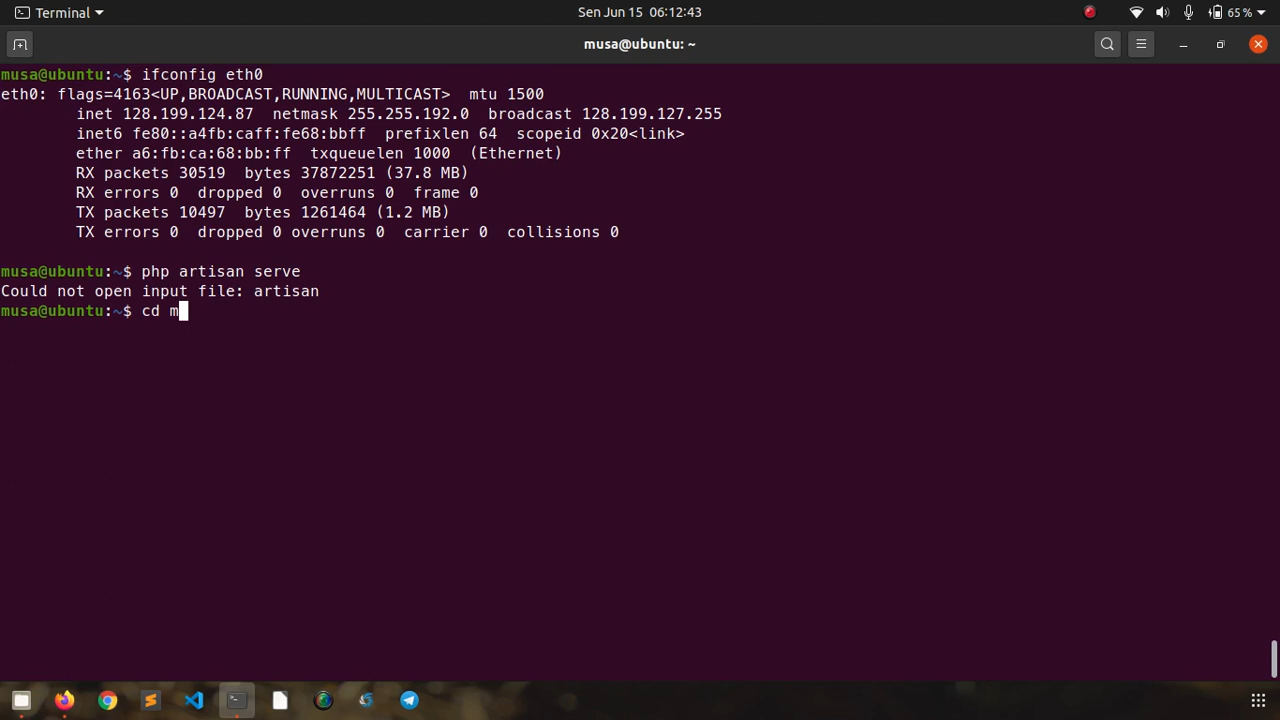 Terminal
Sen Jun 15 06:12:43
65 %
musa@ubuntu: ~
musa@ubuntu:~$ ifconfig eth0
eth0: flags=4163<UP,BROADCAST,RUNNING,MULTICAST>  mtu 1500
        inet 128.199.124.87  netmask 255.255.192.0  broadcast 128.199.127.255
        inet6 fe80::a4fb:caff:fe68:bbff  prefixlen 64  scopeid 0x20<link>
        ether a6:fb:ca:68:bb:ff  txqueuelen 1000  (Ethernet)
        RX packets 30519  bytes 37872251 (37.8 MB)
        RX errors 0  dropped 0  overruns 0  frame 0
        TX packets 10497  bytes 1261464 (1.2 MB)
        TX errors 0  dropped 0 overruns 0  carrier 0  collisions 0
musa@ubuntu:~$ php artisan serve
Could not open input file: artisan
musa@ubuntu:~$ cd m